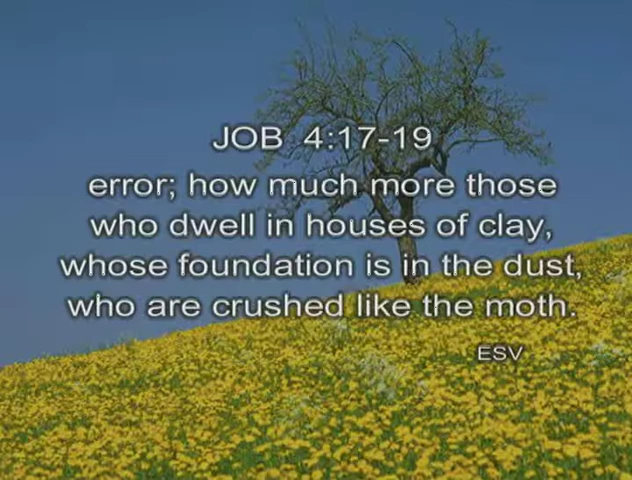 JOB 4:17-19
error; how much more those
who dwell in houses of clay,
whose foundation is in the dust,
who are crushed like the moth.
ESV